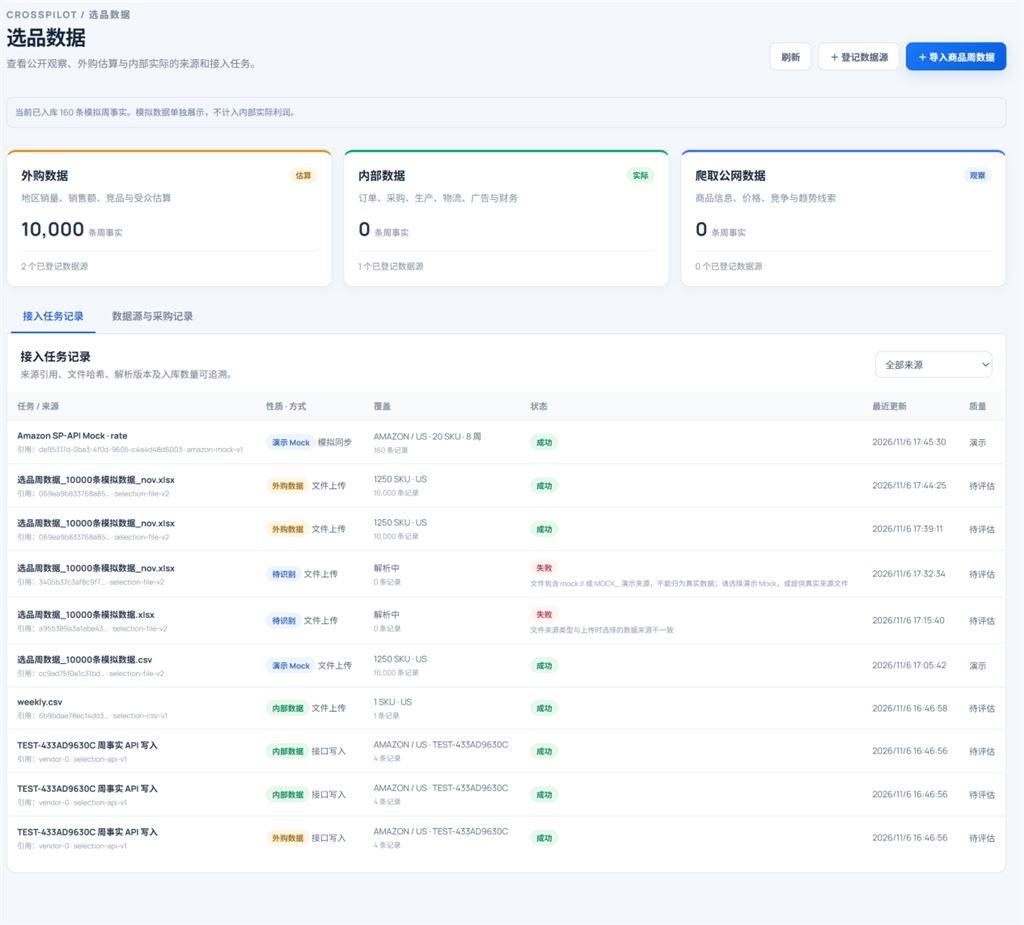 CROSSPILOT / 选品数据
选品数据
查看公开观察、外购估算与内部实际的来源和接入任务。
刷新
+ 登记数据源
+ 导入商品周数据
当前已入库 160 条模拟周事实。模拟数据单独展示，不计入内部实际利润。
外购数据
估算
地区销量、销售额、竞品与受众估算
10,000 条周事实
2 个已登记数据源
内部数据
实际
订单、采购、生产、物流、广告与财务
0 条周事实
1 个已登记数据源
爬取公网数据
观察
商品信息、价格、竞争与趋势线索
0 条周事实
0 个已登记数据源
接入任务记录
数据源与采购记录
接入任务记录
来源引用、文件哈希、解析版本及入库数量可追溯。
全部来源
任务 / 来源 性质 · 方式 覆盖 状态 最近更新 质量
Amazon SP-API Mock · rate
引用: de95317d-0ba3-4f0d-9605-c4a4d48d6003 · amazon-mock-v1
演示 Mock 模拟同步
AMAZON / US · 20 SKU · 8 周
160 条记录
成功
2026/11/6 17:45:30
演示
选品周数据_10000条模拟数据_nov.xlsx
引用: 069ea9b833768a85… · selection-file-v2
外购数据 文件上传
1250 SKU · US
10,000 条记录
成功
2026/11/6 17:44:25
待评估
选品周数据_10000条模拟数据_nov.xlsx
引用: 069ea9b833768a85… · selection-file-v2
外购数据 文件上传
1250 SKU · US
10,000 条记录
成功
2026/11/6 17:39:11
待评估
选品周数据_10000条模拟数据_nov.xlsx
引用: 3405b37c3af8c9f7… · selection-file-v2
待识别 文件上传
解析中
0 条记录
失败
文件包含 mock:// 或 MOCK_ 演示来源，不能归为真实数据；请选择演示 Mock，或提供真实来源文件
2026/11/6 17:32:34
待评估
选品周数据_10000条模拟数据.xlsx
引用: a955389a3a1abe43… · selection-file-v2
待识别 文件上传
解析中
0 条记录
失败
文件来源类型与上传时选择的数据来源不一致
2026/11/6 17:15:40
待评估
选品周数据_10000条模拟数据.csv
引用: cc9ad75f0e1c31bd… · selection-file-v2
演示 Mock 文件上传
1250 SKU · US
10,000 条记录
成功
2026/11/6 17:05:42
演示
weekly.csv
引用: 6b9bdae78ec14dd3… · selection-csv-v1
内部数据 文件上传
1 SKU · US
1 条记录
成功
2026/11/6 16:46:58
待评估
TEST-433AD9630C 周事实 API 写入
引用: vendor-0 · selection-api-v1
内部数据 接口写入
AMAZON / US · TEST-433AD9630C
4 条记录
成功
2026/11/6 16:46:56
待评估
TEST-433AD9630C 周事实 API 写入
引用: vendor-0 · selection-api-v1
内部数据 接口写入
AMAZON / US · TEST-433AD9630C
4 条记录
成功
2026/11/6 16:46:56
待评估
TEST-433AD9630C 周事实 API 写入
引用: vendor-0 · selection-api-v1
外购数据 接口写入
AMAZON / US · TEST-433AD9630C
4 条记录
成功
2026/11/6 16:46:56
待评估